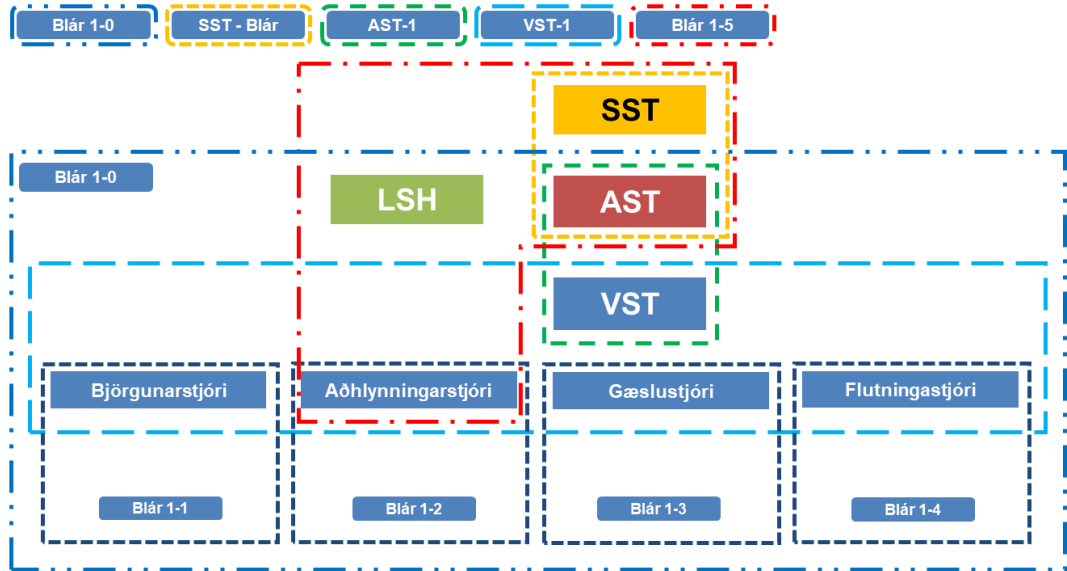 Blár 1-0
SST - Blár
AST-1
VST-1
Blár 1-5
SST
Blár 1-0
LSH
AST
VST
Björgunarstjóri
Aðhlynningarstjóri
Gæslustjóri
Flutningastjóri
Blár 1-1
Blár 1-2
Blár 1-3
Blár 1-4